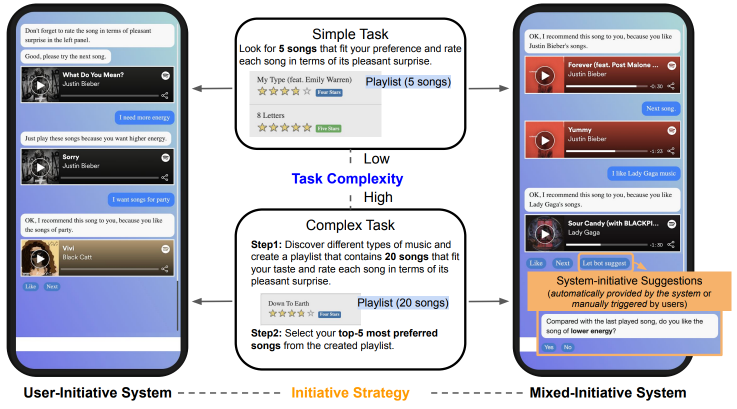 Don't forget to rate the song in terms of pleasant
surprise in the left panel.
Good, please try the next song.
What Do You Mean?
Justin Bieber
I need more energy
Just play these songs because you want higher energy.
Sorry
Justin Bieber
I want songs for party
OK, I recommend this song to you, because you like
the songs of party.
Vivi
Black Catt
Like
Next
User-Initiative System
Simple Task
Look for 5 songs that fit your preference and rate
each song in terms of its pleasant surprise.
My Type (feat. Emily Warren)
Four Stars
Playlist (5 songs)
8 Letters
Five Stars
Low
Task Complexity
High
Complex Task
Step1: Discover different types of music and
create a playlist that contains 20 songs that fit
your taste and rate each song in terms of its
pleasant surprise.
Down To Earth
Four Stars
Playlist (20 songs)
Step2: Select your top-5 most preferred
songs from the created playlist.
Initiative Strategy
OK, I recommend this song to you, because you like
Justin Bieber's songs.
Forever (feat. Post Malone ...
Justin Bieber
-0:30
Next song.
Yummy
Justin Bieber
-1:23
I like Lady Gaga music
OK, I recommend this song to you, because you like
Lady Gaga's songs.
Sour Candy (with BLACKPI...
Lady Gaga
-1:30
Like
Next
Let bot suggest
System-initiative Suggestions
(automatically provided by the system or
manually triggered by users)
Compared with the last played song, do you like the
song of lower energy?
Yes
No
Mixed-Initiative System